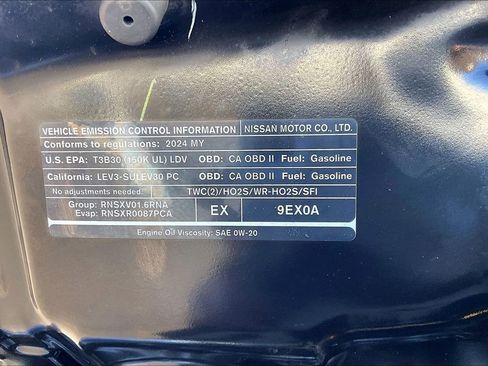 VEHICLE EMISSION CONTROL INFORMATION NISSAN MOTOR CO., LTD.
Conforms to regulations: 2024 MY
U.S. EPA: T3B30 (150K UL) LDV OBD: CA OBD II Fuel: Gasoline
California: LEV3-SULEV30 PC OBD: CA OBD II Fuel: Gasoline
No adjustments needed. TWC(2)/HO2S/WR-HO2S/SFI
Group: RNSXV01.6RNA
Evap: RNSXR0087PCA EX 9EX0A
Engine Oil Viscosity: SAE 0W-20